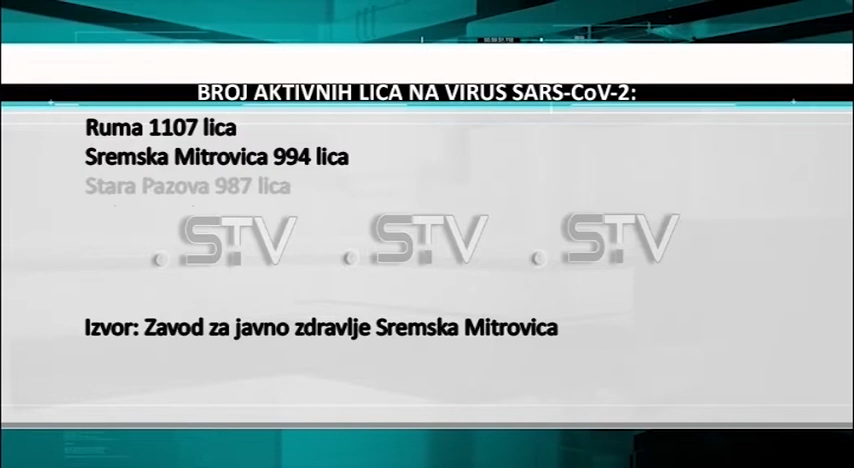 BROJ AKTIVNIH LICA NA VIRUS SARS-CoV-2:
Ruma 1107 lica
Sremska Mitrovica 994 lica
Stara Pazova 987 lica
STV STV STV
Izvor: Zavod za javno zdravlje Sremska Mitrovica